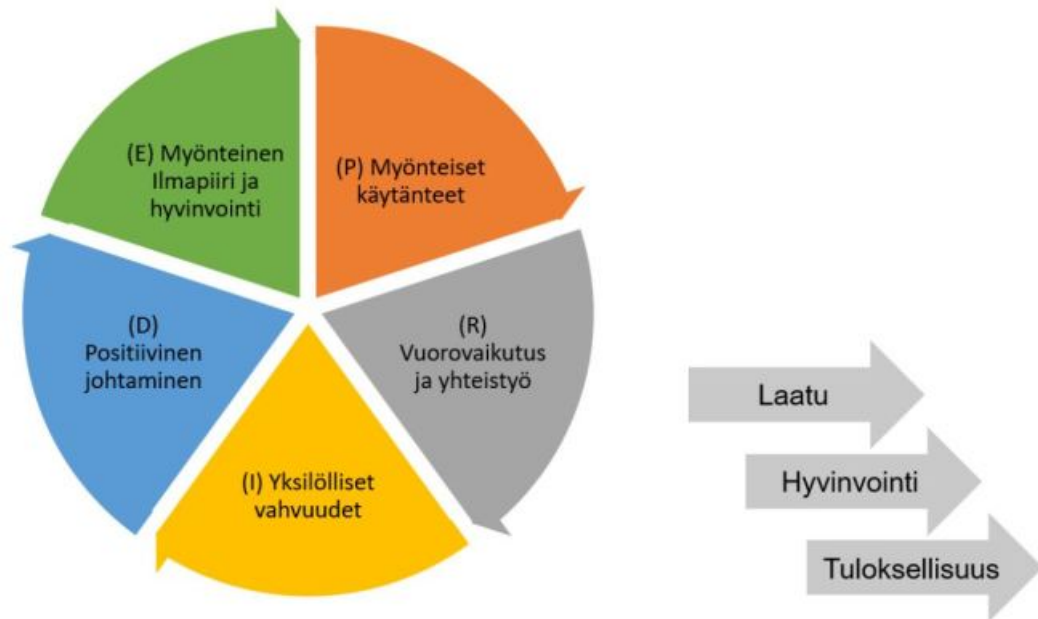 (E) Myönteinen
Ilmapiiri ja
hyvinvointi
(P) Myönteiset
käytänteet
(R)
Vuorovaikutus
ja yhteistyö
(I) Yksilölliset
vahvuudet
(D)
Positiivinen
johtaminen
Laatu
Hyvinvointi
Tuloksellisuus